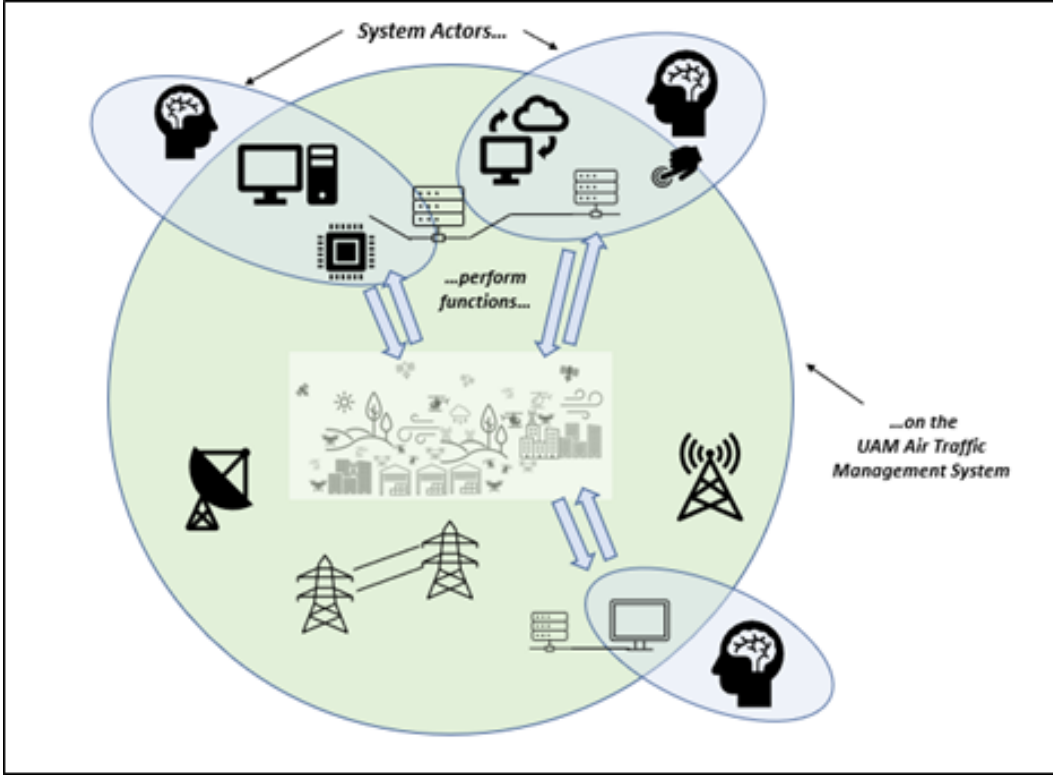 System Actors...
...perform
functions...
...on the
UAM Air Traffic
Management System